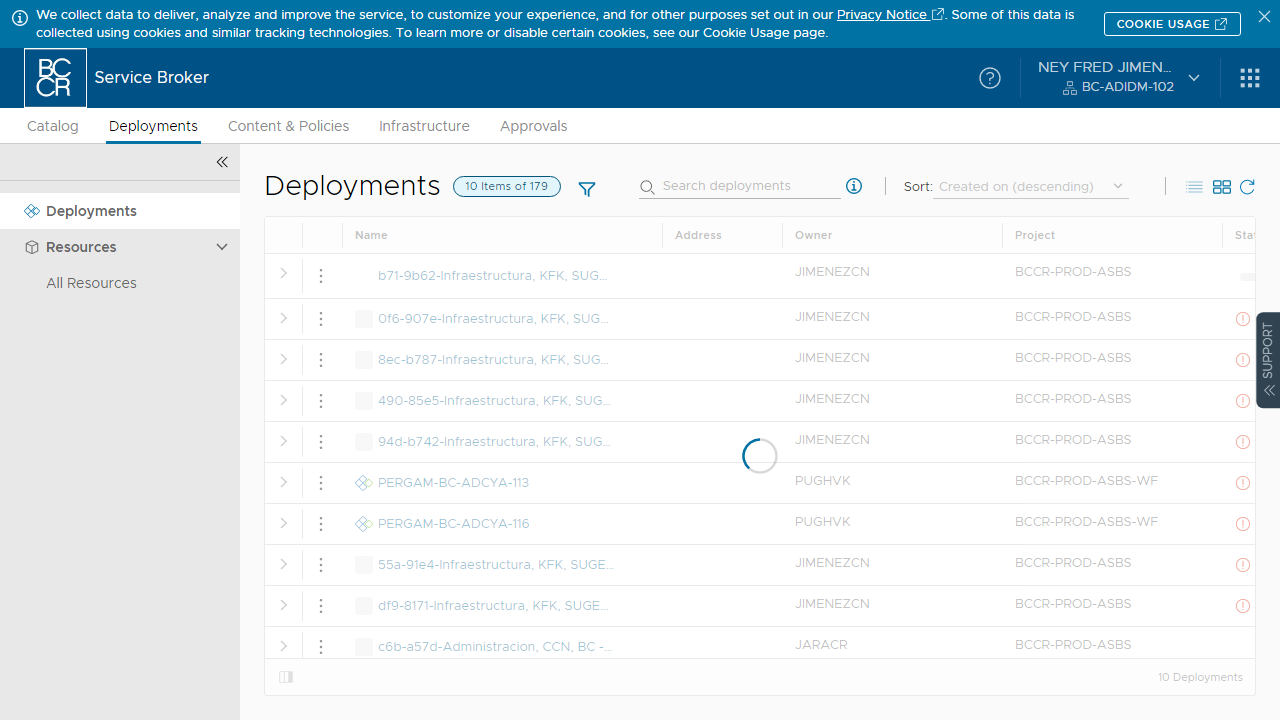 We collect data to deliver, analyze and improve the service, to customize your experience, and for other purposes set out in our Privacy Notice. Some of this data is
collected using cookies and similar tracking technologies. To learn more or disable certain cookies, see our Cookie Usage page.
COOKIE USAGE
BC
CR
Service Broker
NEY FRED JIMEN...
BC-ADIDM-102
Catalog
Deployments
Content & Policies
Infrastructure
Approvals
Deployments
Resources
All Resources
Deployments
10 Items of 179
Search deployments
Sort: Created on (descending)
Name Address Owner Project Stat
b71-9b62-Infraestructura, KFK, SUG... JIMENEZCN BCCR-PROD-ASBS
0f6-907e-Infraestructura, KFK, SUG... JIMENEZCN BCCR-PROD-ASBS
8ec-b787-Infraestructura, KFK, SUG... JIMENEZCN BCCR-PROD-ASBS
490-85e5-Infraestructura, KFK, SUG... JIMENEZCN BCCR-PROD-ASBS
94d-b742-Infraestructura, KFK, SUG... JIMENEZCN BCCR-PROD-ASBS
PERGAM-BC-ADCYA-113 PUGHVK BCCR-PROD-ASBS-WF
PERGAM-BC-ADCYA-116 PUGHVK BCCR-PROD-ASBS-WF
55a-91e4-Infraestructura, KFK, SUGE... JIMENEZCN BCCR-PROD-ASBS
df9-8171-Infraestructura, KFK, SUGE... JIMENEZCN BCCR-PROD-ASBS
c6b-a57d-Administracion, CCN, BC -... JARACR BCCR-PROD-ASBS
10 Deployments
SUPPORT